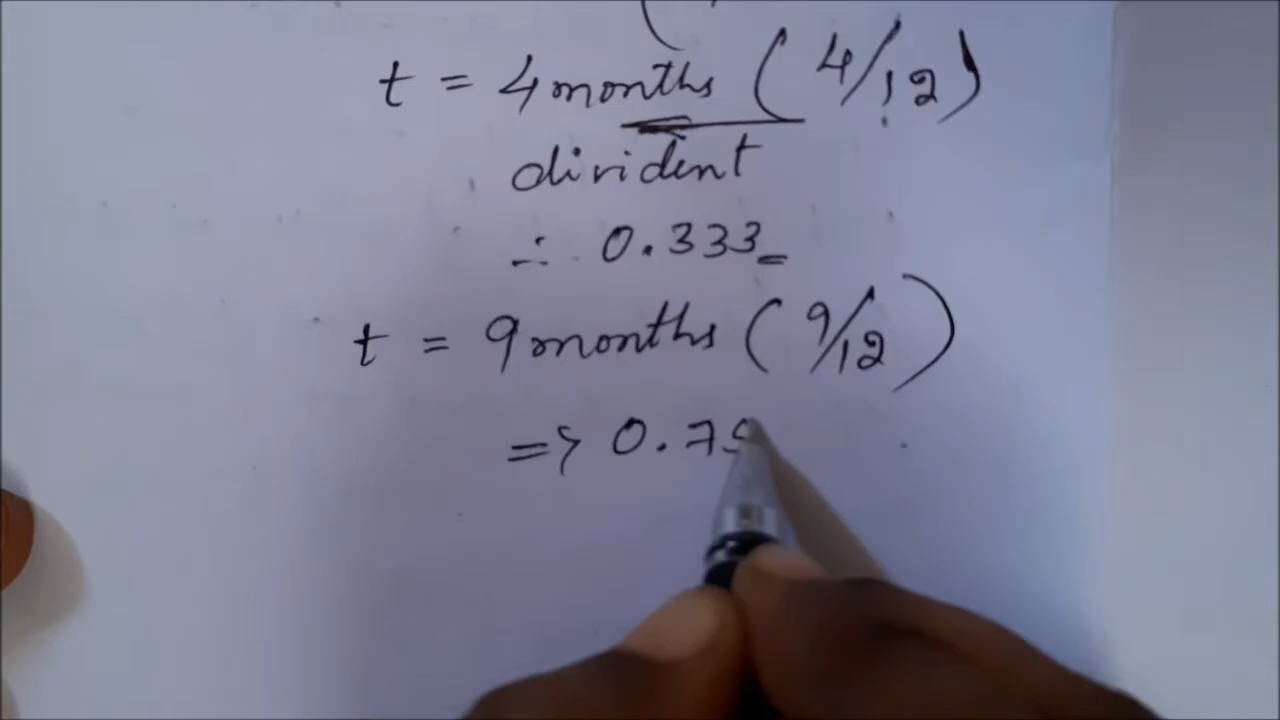 t = 4 months (4/12)
divident
∴ 0.333
t = 9 months (9/12)
=> 0.75